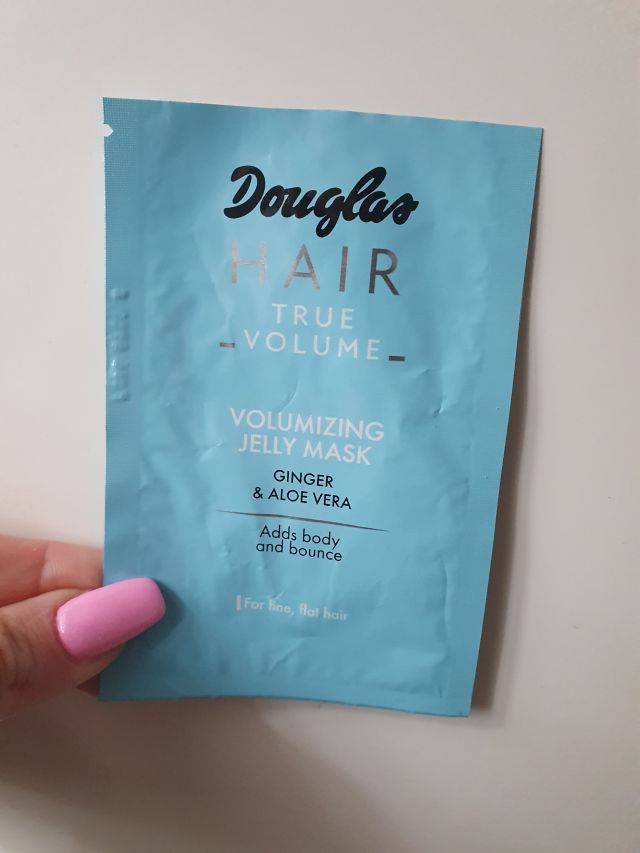 Douglas
HAIR
TRUE
VOLUME
VOLUMIZING
JELLY MASK
GINGER
& ALOE VERA
Adds body
and bounce
For fine, flat hair